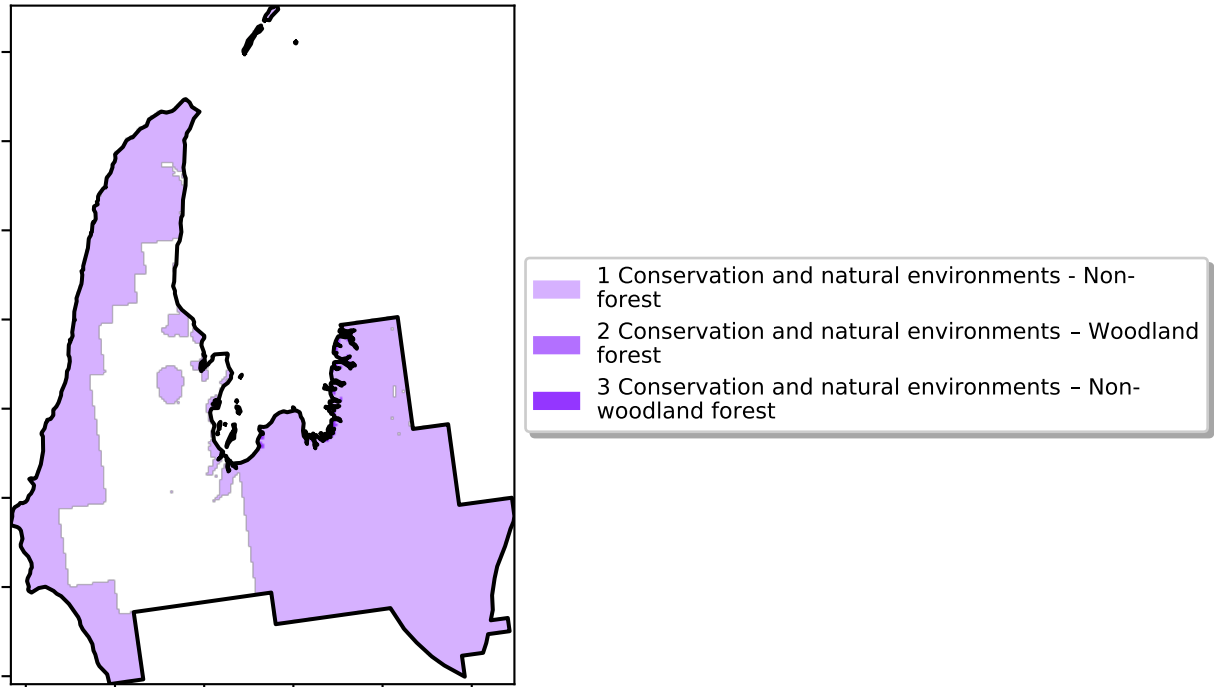 1 Conservation and natural environments - Non-
forest
2 Conservation and natural environments – Woodland
forest
3 Conservation and natural environments – Non-
woodland forest